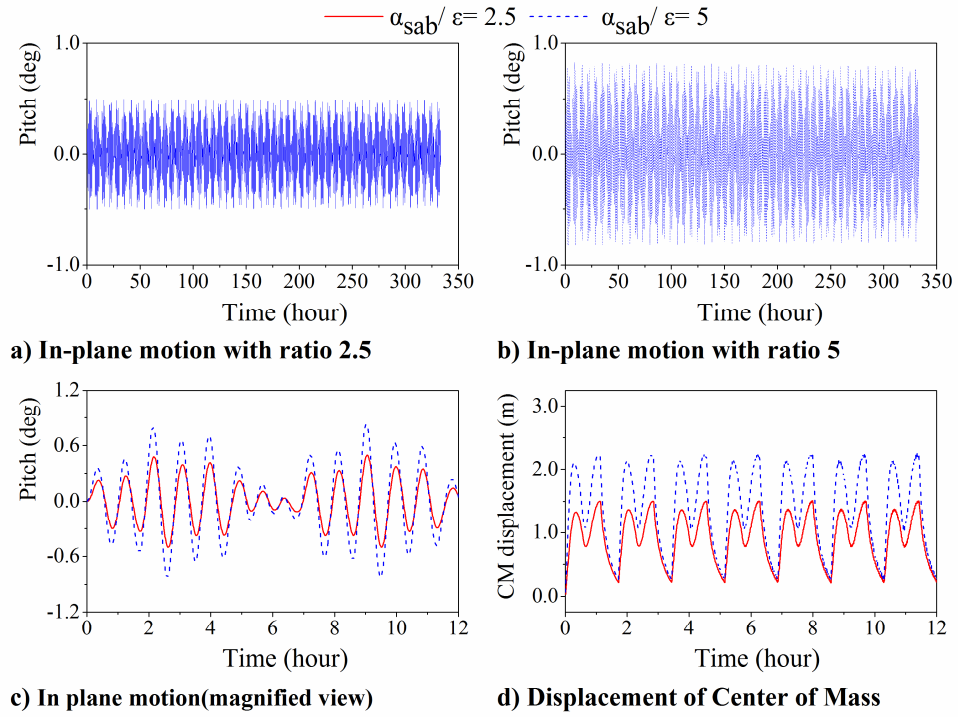 α_sab / ε= 2.5 α_sab / ε= 5
1.0
0.0
-1.0
Pitch (deg)
0 50 100 150 200 250 300 350
Time (hour)
a) In-plane motion with ratio 2.5
1.0
0.0
-1.0
Pitch (deg)
0 50 100 150 200 250 300 350
Time (hour)
b) In-plane motion with ratio 5
1.2
0.6
0.0
-0.6
-1.2
Pitch (deg)
0 2 4 6 8 10 12
Time (hour)
c) In plane motion(magnified view)
3.0
2.0
1.0
0.0
CM displacement (m)
0 2 4 6 8 10 12
Time (hour)
d) Displacement of Center of Mass